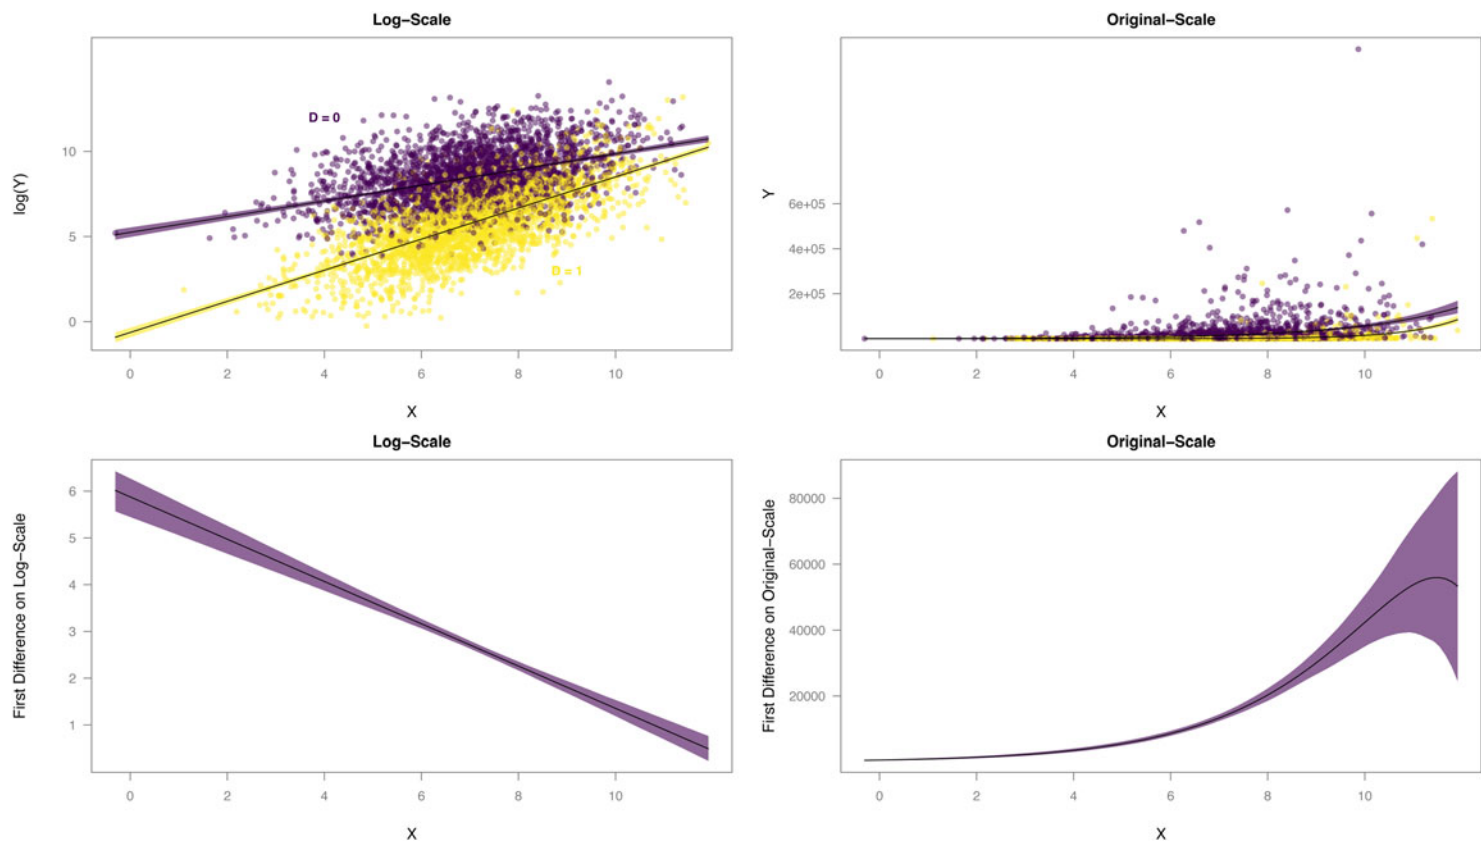 Log−Scale
D = 0
10
5
0
log(Y)
D = 1
0 2 4 6 8 10
X
Original−Scale
Y
6e+05
4e+05
2e+05
0 2 4 6 8 10
X
Log−Scale
First Difference on Log−Scale
6
5
4
3
2
1
0 2 4 6 8 10
X
Original−Scale
First Difference on Original−Scale
80000
60000
40000
20000
0 2 4 6 8 10
X